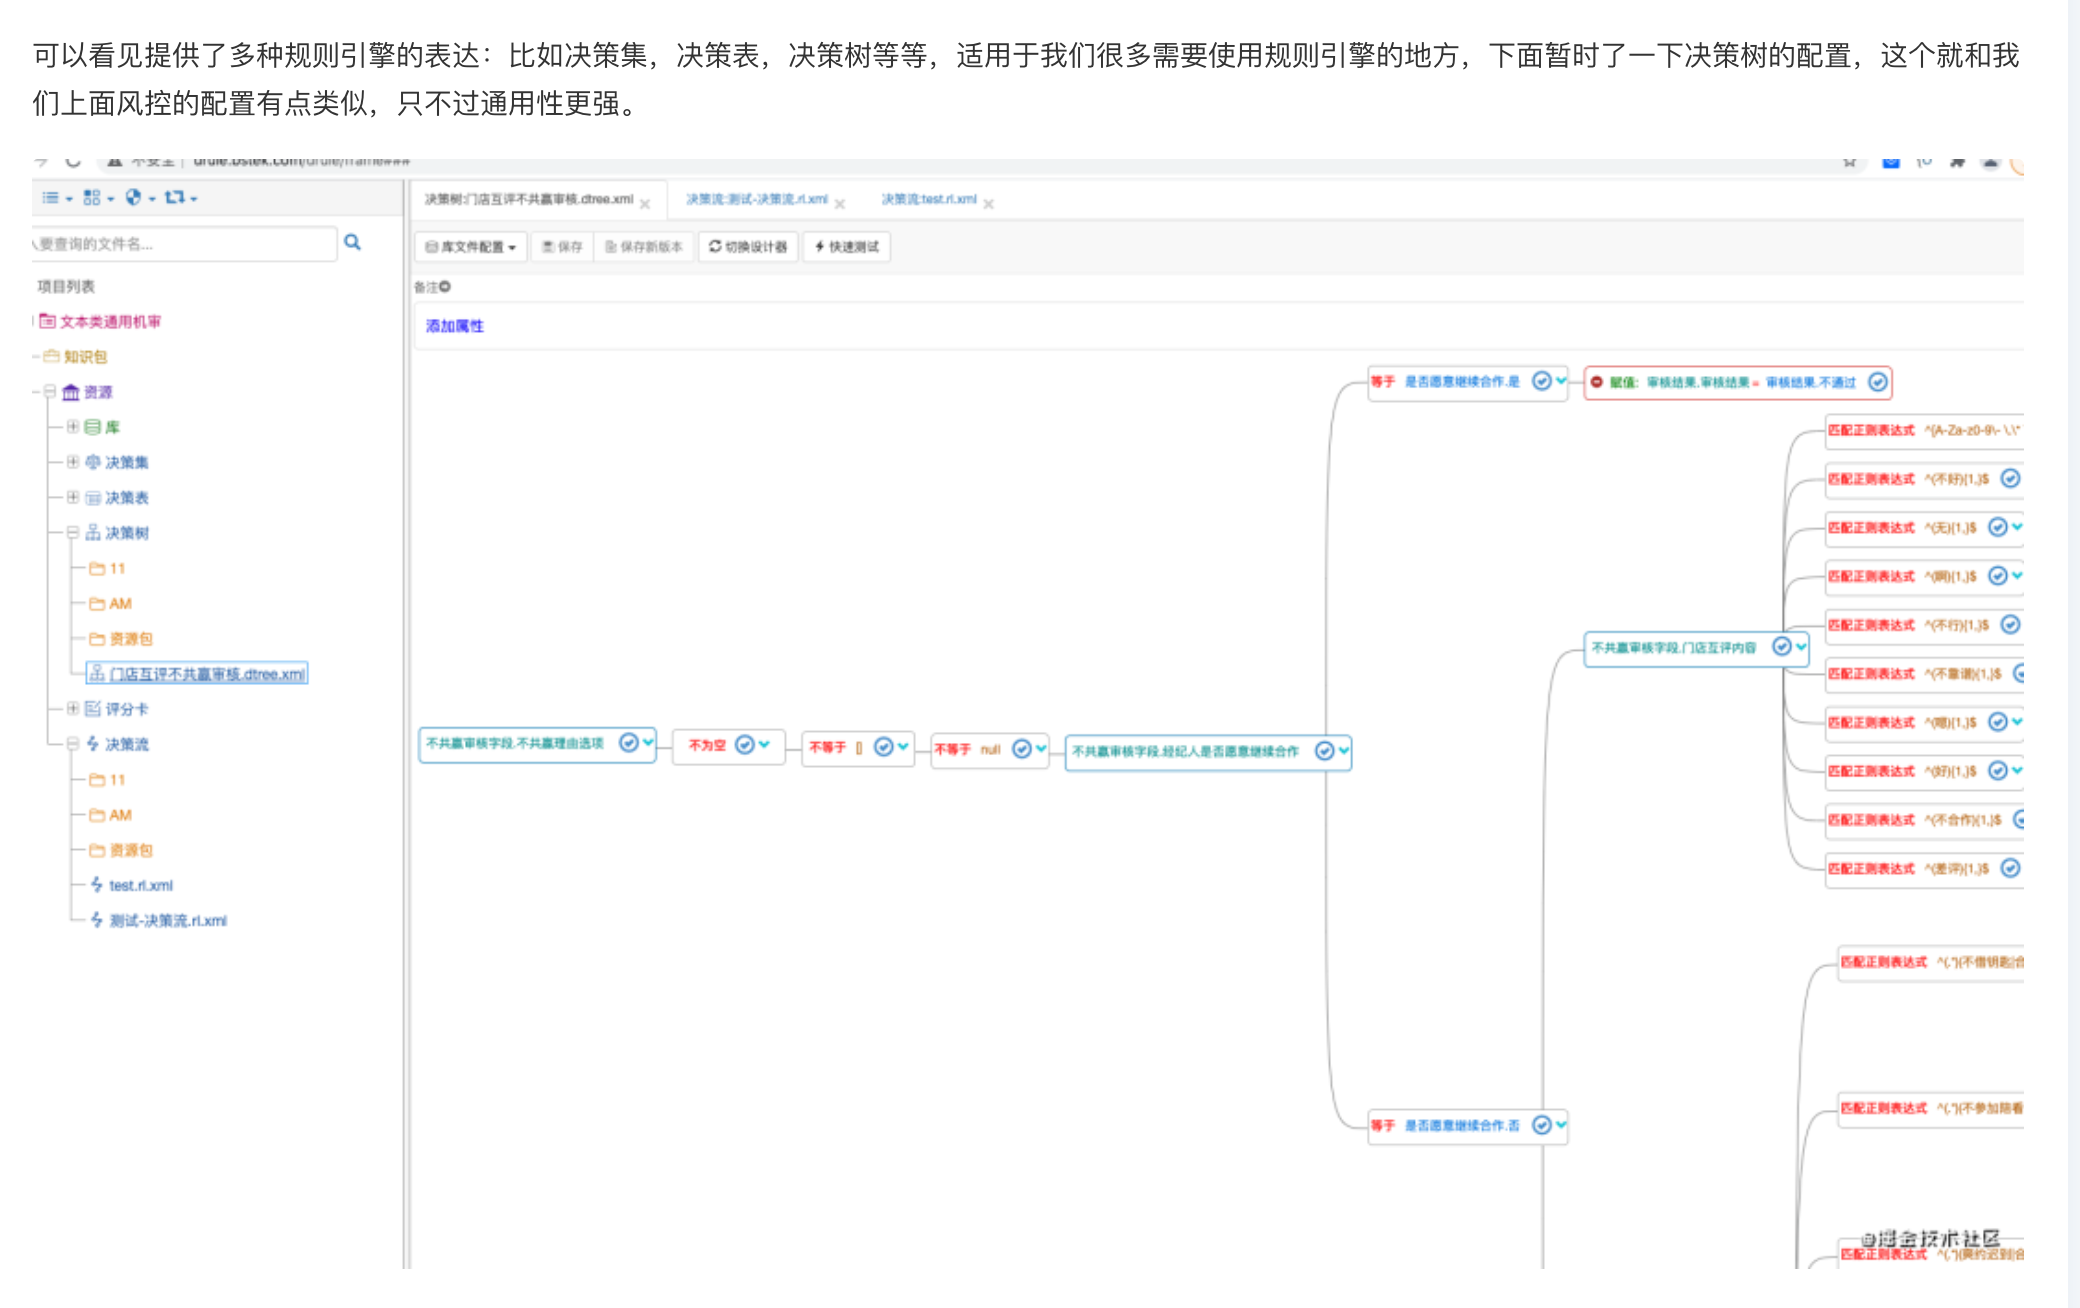 可以看见提供了多种规则引擎的表达：比如决策集，决策表，决策树等等，适用于我们很多需要使用规则引擎的地方，下面暂时了一下决策树的配置，这个就和我
们上面风控的配置有点类似，只不过通用性更强。
不安全 | urule.bstek.com/urule/frame###
决策树:门店互评不共赢审核.dtree.xml
决策流:测试-决策流.rl.xml
决策流:test.rl.xml
要查询的文件名...
库文件配置
保存
保存新版本
切换设计器
快速测试
项目列表
备注
文本类通用机审
添加属性
知识包
资源
库
决策集
决策表
决策树
11
AM
资源包
门店互评不共赢审核.dtree.xml
评分卡
决策流
11
AM
资源包
test.rl.xml
测试-决策流.rl.xml
不共赢审核字段.不共赢理由选项
不为空
不等于 []
不等于 null
不共赢审核字段.经纪人是否愿意继续合作
等于 是否愿意继续合作.是
赋值: 审核结果.审核结果 = 审核结果.不通过
不共赢审核字段.门店互评内容
匹配正则表达式
匹配正则表达式 ^(不好){1,}$
匹配正则表达式 ^(无){1,}$
匹配正则表达式 ^(啊){1,}$
匹配正则表达式 ^(不行){1,}$
匹配正则表达式 ^(不靠谱){1,}$
匹配正则表达式 ^(嗯){1,}$
匹配正则表达式 ^(好){1,}$
匹配正则表达式 ^(不合作){1,}$
匹配正则表达式 ^(差评){1,}$
匹配正则表达式 ^(.*)(不借钥匙|合
匹配正则表达式 ^(.*)(不参加陪看
等于 是否愿意继续合作.否
@掘金技术社区
匹配正则表达式